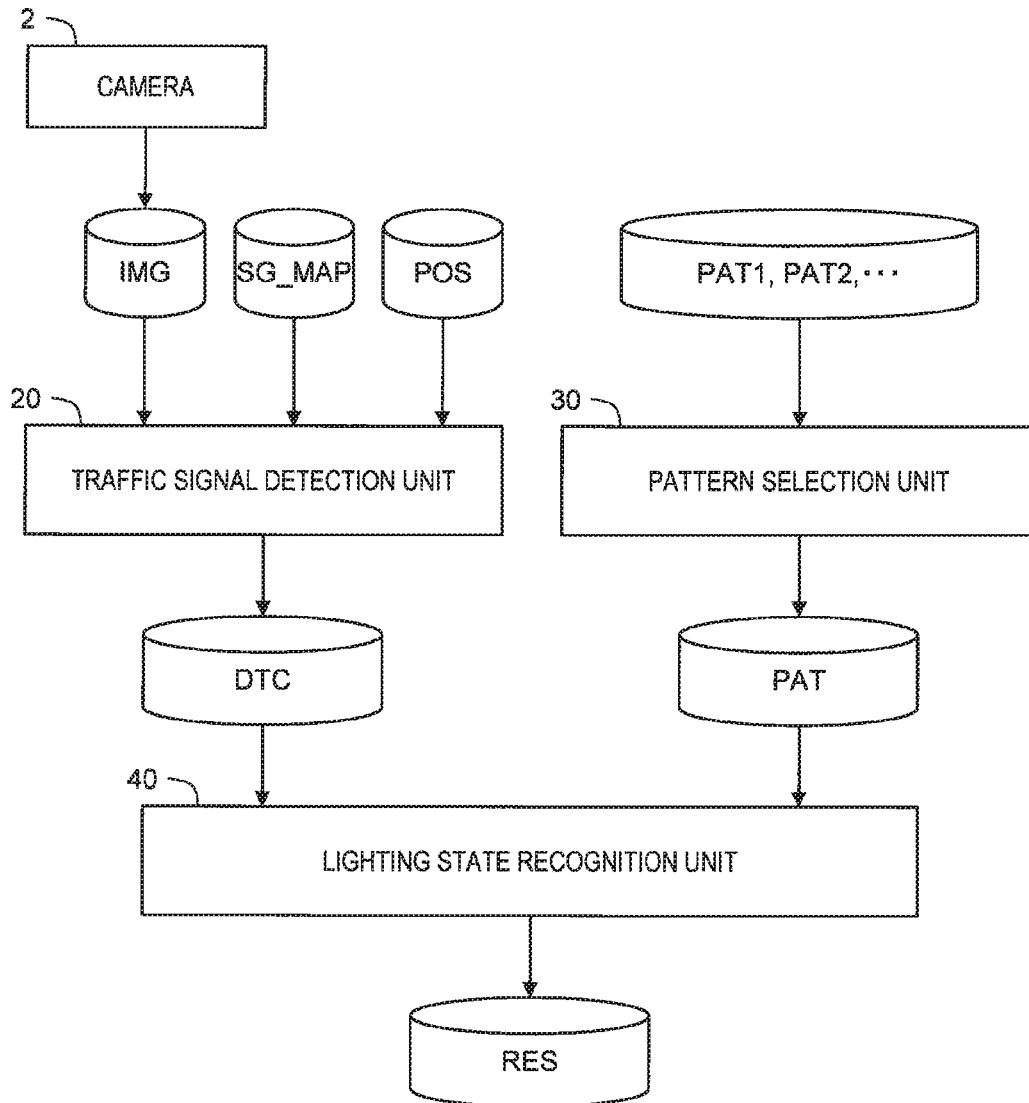 2
CAMERA
IMG
SG_MAP
POS
PAT1, PAT2,···
20
TRAFFIC SIGNAL DETECTION UNIT
30
PATTERN SELECTION UNIT
DTC
PAT
40
LIGHTING STATE RECOGNITION UNIT
RES